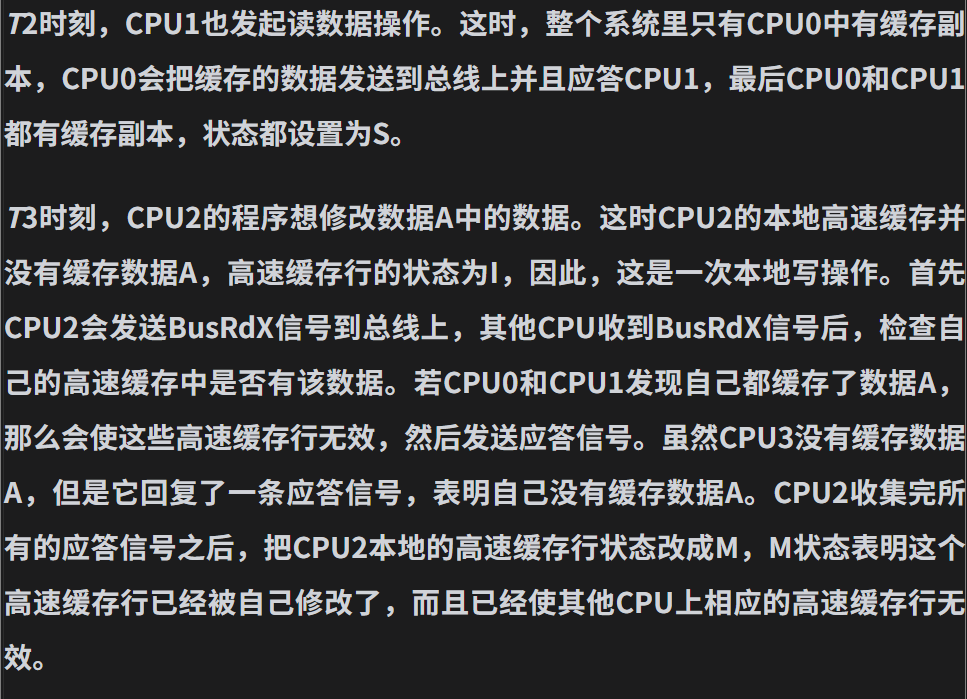 T2时刻，CPU1也发起读数据操作。这时，整个系统里只有CPU0中有缓存副
本，CPU0会把缓存的数据发送到总线上并且应答CPU1，最后CPU0和CPU1
都有缓存副本，状态都设置为S。
T3时刻，CPU2的程序想修改数据A中的数据。这时CPU2的本地高速缓存并
没有缓存数据A，高速缓存行的状态为I，因此，这是一次本地写操作。首先
CPU2会发送BusRdX信号到总线上，其他CPU收到BusRdX信号后，检查自
己的高速缓存中是否有该数据。若CPU0和CPU1发现自己都缓存了数据A，
那么会使这些高速缓存行无效，然后发送应答信号。虽然CPU3没有缓存数据
A，但是它回复了一条应答信号，表明自己没有缓存数据A。CPU2收集完所
有的应答信号之后，把CPU2本地的高速缓存行状态改成M，M状态表明这个
高速缓存行已经被自己修改了，而且已经使其他CPU上相应的高速缓存行无
效。